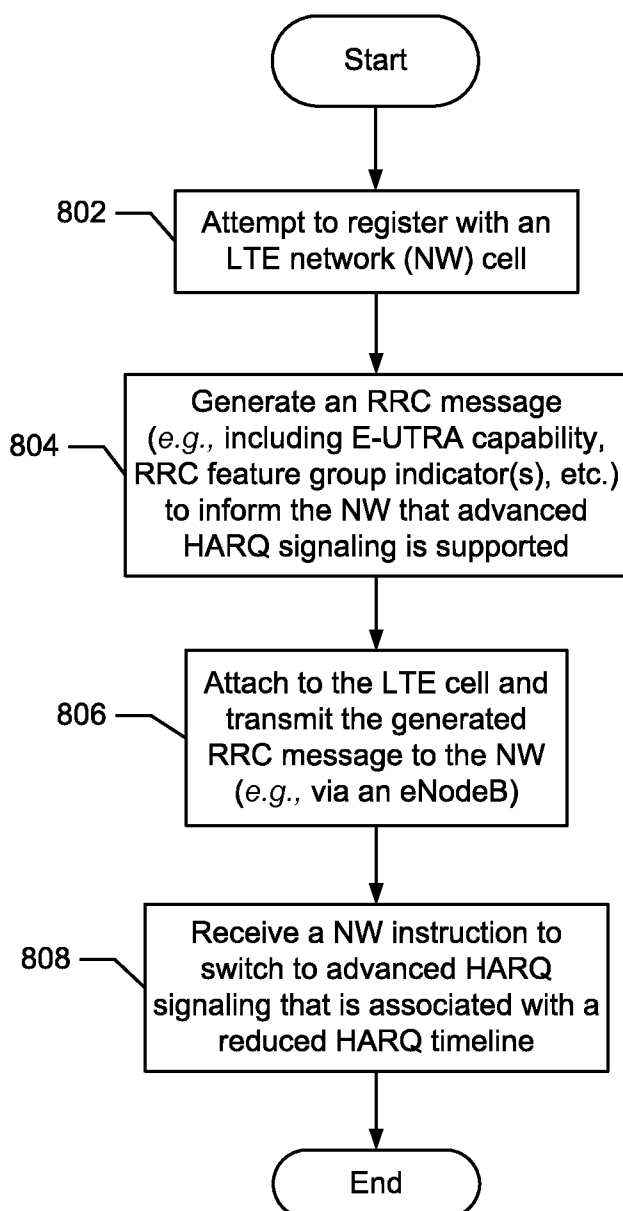 Start
802
Attempt to register with an
LTE network (NW) cell
804
Generate an RRC message
(e.g., including E-UTRA capability,
RRC feature group indicator(s), etc.)
to inform the NW that advanced
HARQ signaling is supported
806
Attach to the LTE cell and
transmit the generated
RRC message to the NW
(e.g., via an eNodeB)
808
Receive a NW instruction to
switch to advanced HARQ
signaling that is associated with a
reduced HARQ timeline
End